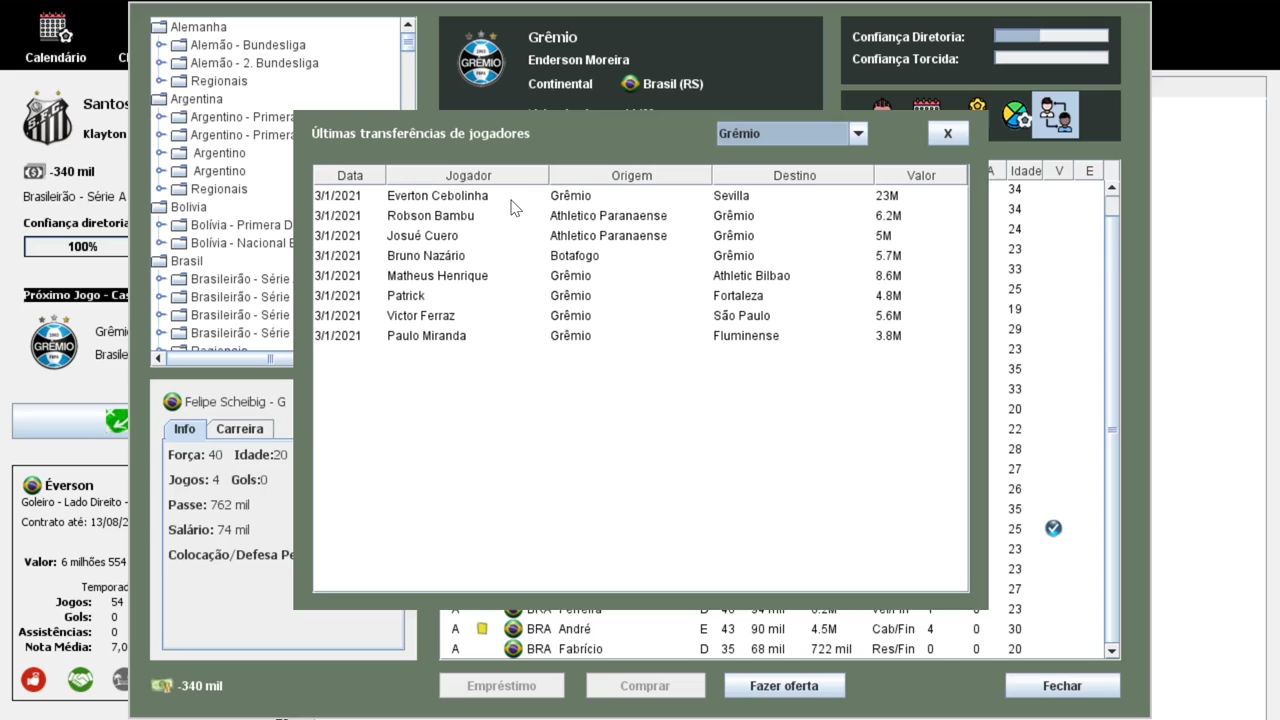 Calendário
Santos
Klayton
-340 mil
Brasileirão - Série A
Confiança diretoria
100%
Próximo Jogo - Cas
Grêmio
Brasile
Éverson
Goleiro - Lado Direito -
Contrato até: 13/08/2
Valor: 6 milhões 554
Temporad
Jogos: 54
Gols: 0
Assistências: 0
Nota Média: 7,0
Alemanha
Alemão - Bundesliga
Alemão - 2. Bundesliga
Regionais
Argentina
Argentino - Primera
Argentino - Primera
Argentino
Argentino
Regionais
Bolivia
Bolívia - Primera D
Bolívia - Nacional B
Brasil
Brasileirão - Série
Brasileirão - Série
Brasileirão - Série
Brasileirão - Série
Regionais
Felipe Scheibig - G
Info Carreira
Força: 40 Idade:20
Jogos: 4 Gols:0
Passe: 762 mil
Salário: 74 mil
Colocação/Defesa Pe
-340 mil
GRÊMIO
Grêmio
Enderson Moreira
Continental Brasil (RS)
Confiança Diretoria:
Confiança Torcida:
Últimas transferências de jogadores Grêmio X
Data Jogador Origem Destino Valor
3/1/2021 Everton Cebolinha Grêmio Sevilla 23M
3/1/2021 Robson Bambu Athletico Paranaense Grêmio 6.2M
3/1/2021 Josué Cuero Athletico Paranaense Grêmio 5M
3/1/2021 Bruno Nazário Botafogo Grêmio 5.7M
3/1/2021 Matheus Henrique Grêmio Athletic Bilbao 8.6M
3/1/2021 Patrick Grêmio Fortaleza 4.8M
3/1/2021 Victor Ferraz Grêmio São Paulo 5.6M
3/1/2021 Paulo Miranda Grêmio Fluminense 3.8M
A Idade V E
34
34
24
23
33
25
19
29
23
35
33
20
22
28
27
26
35
25
23
23
27
23
A BRA André E 43 90 mil 4.5M Cab/Fin 4 0 30
A BRA Fabrício D 35 68 mil 722 mil Res/Fin 0 0 20
Empréstimo Comprar Fazer oferta Fechar